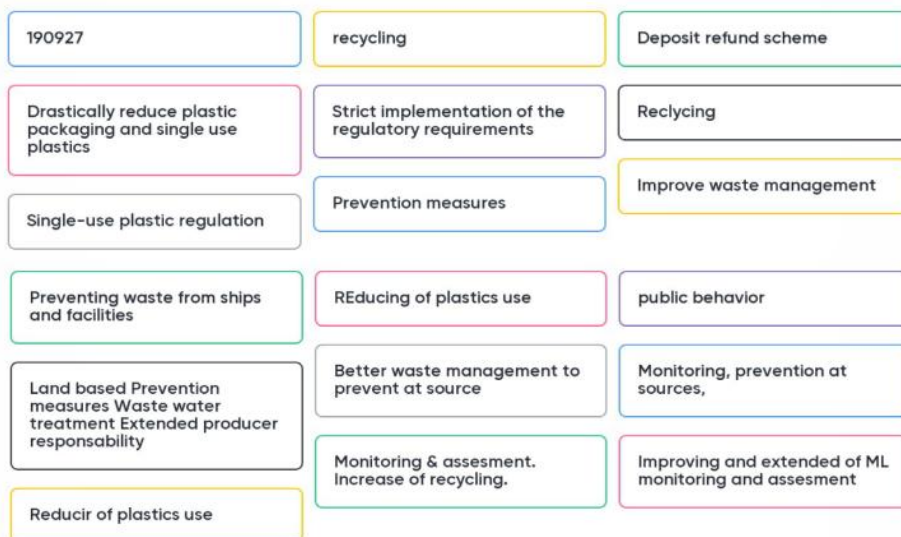 190927
recycling
Deposit refund scheme
Drastically reduce plastic
packaging and single use
plastics
Strict implementation of the
regulatory requirements
Reclycing
Single-use plastic regulation
Prevention measures
Improve waste management
Preventing waste from ships
and facilities
REducing of plastics use
public behavior
Land based Prevention
measures Waste water
treatment Extended producer
responsability
Better waste management to
prevent at source
Monitoring, prevention at
sources,
Monitoring & assesment.
Increase of recycling.
Improving and extended of ML
monitoring and assesment
Reducir of plastics use